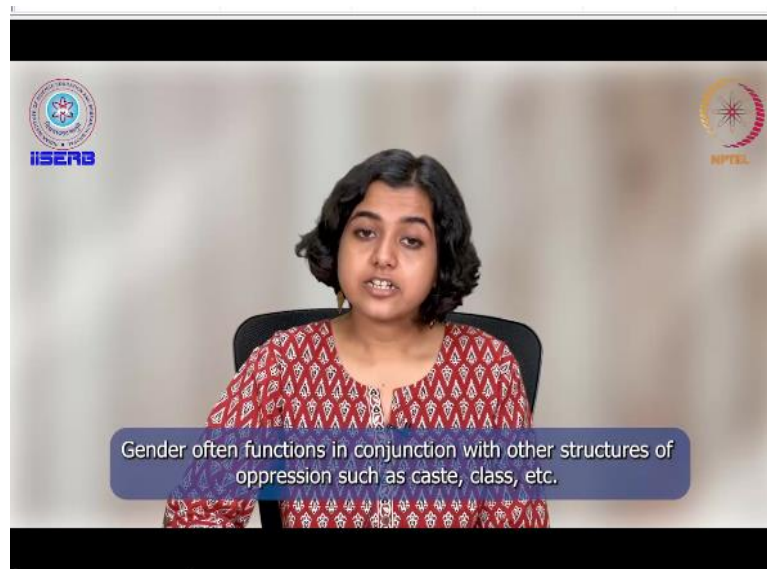 IISERB
NPTEL
Gender often functions in conjunction with other structures of
oppression such as caste, class, etc.